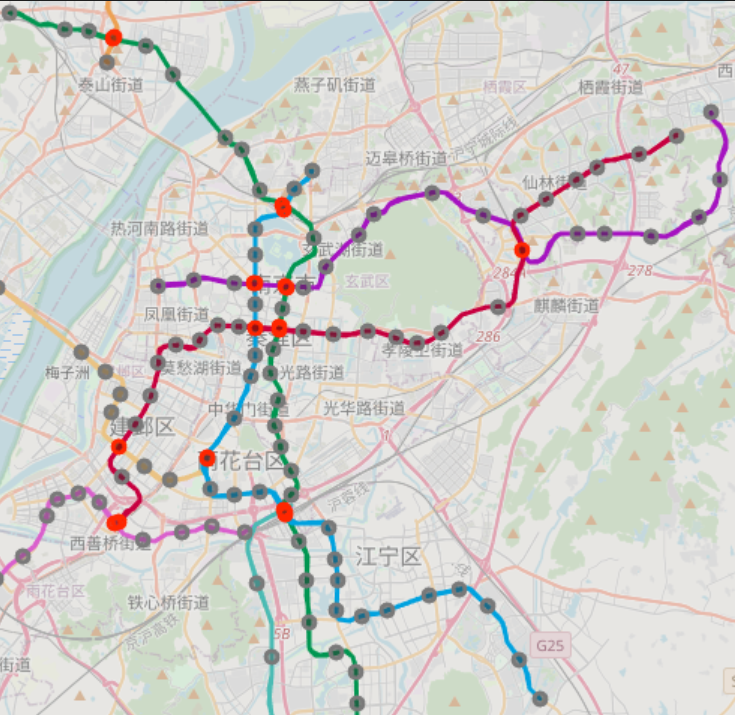 47
泰山街道
燕子矶街道
栖霞区
栖霞街道
西
沪宁城际线
迈皋桥街道
仙林街道
热河南路街道
玄武湖街道
南京市
玄武区
284
278
凤凰街道
麒麟街道
秦淮区
286
孝陵卫街道
梅子洲
莫愁湖街道
光路街道
中华门街道
光华路街道
建邺区
1
雨花台区
沪蓉线
西善桥街道
江宁区
雨花台区
铁心桥街道
京沪高铁
5B
G25
街道
S